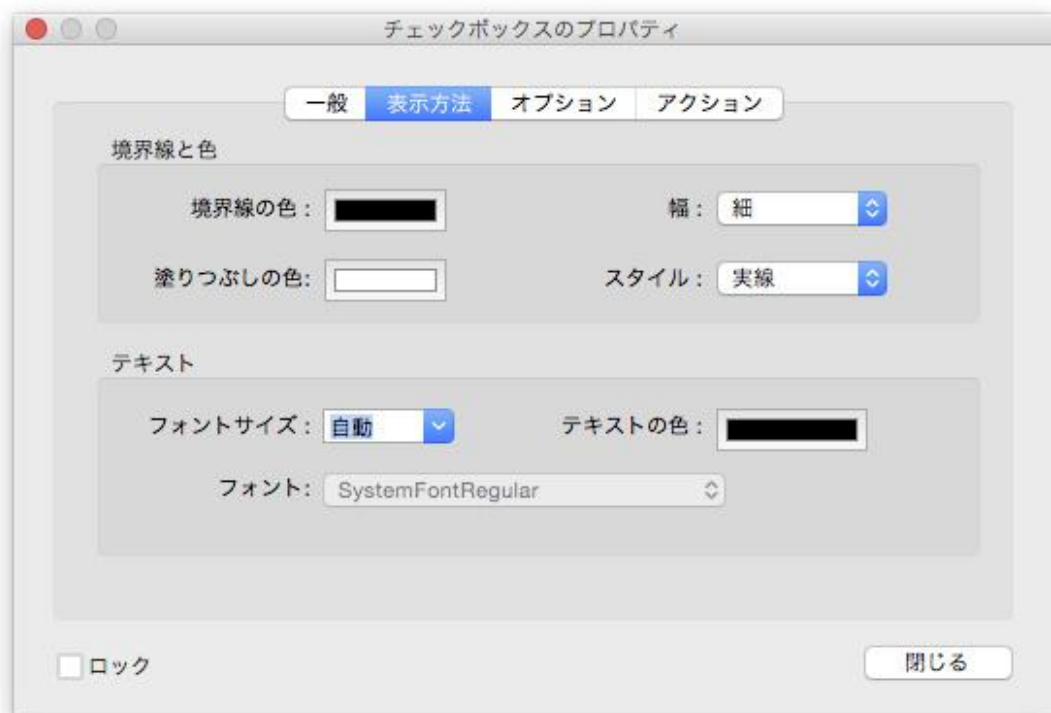 チェックボックスのプロパティ
一般 表示方法 オプション アクション
境界線と色
境界線の色： 幅： 細
塗りつぶしの色: スタイル： 実線
テキスト
フォントサイズ： 自動 テキストの色：
フォント: SystemFontRegular
ロック 閉じる